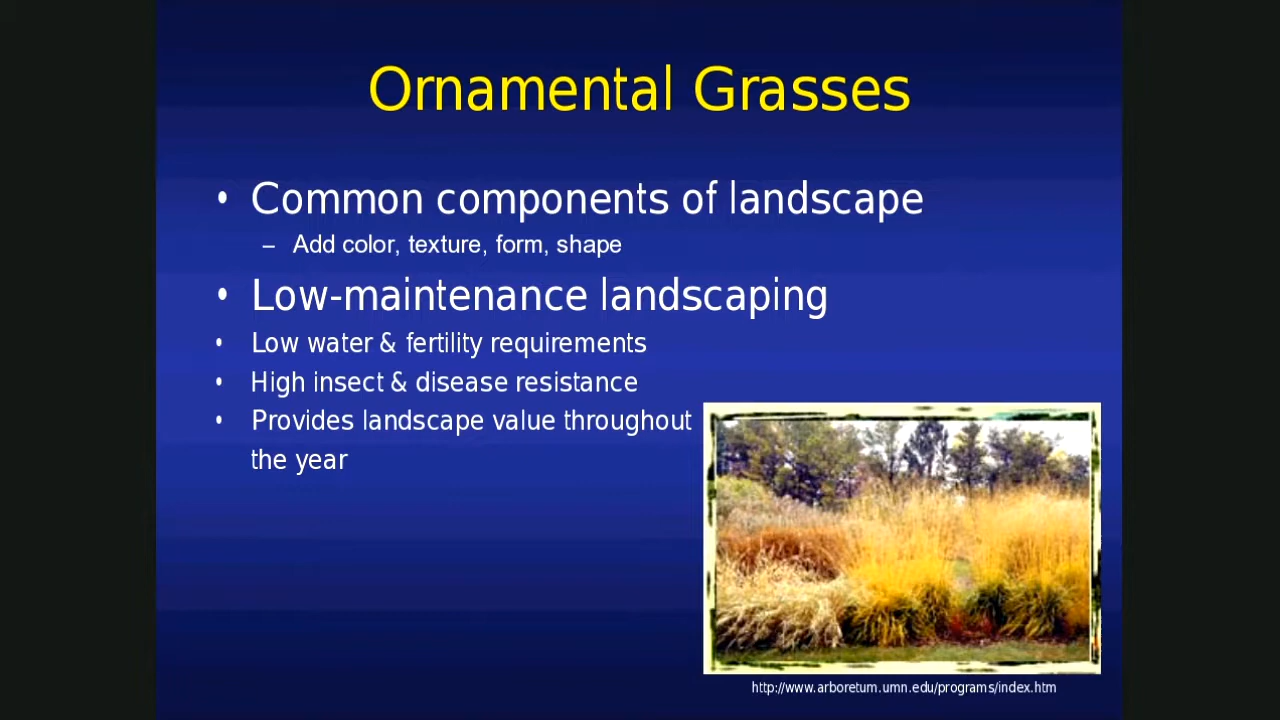 Ornamental Grasses
• Common components of landscape
– Add color, texture, form, shape
• Low-maintenance landscaping
• Low water & fertility requirements
• High insect & disease resistance
• Provides landscape value throughout
the year
http://www.arboretum.umn.edu/programs/index.htm